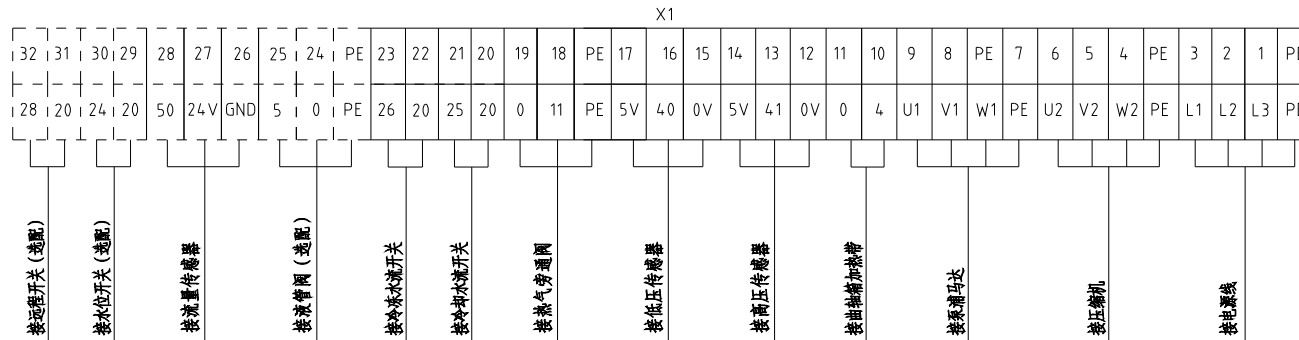 X1
32 31 30 29 28 27 26 25 24 PE 23 22 21 20 19 18 PE 17 16 15 14 13 12 11 10 9 8 PE 7 6 5 4 PE 3 2 1 PE
28 20 24 20 50 24V GND 5 0 PE 26 20 25 20 0 11 PE 5V 40 0V 5V 41 0V 0 4 U1 V1 W1 PE U2 V2 W2 PE L1 L2 L3 PE
接远程开关(选配)
接水位开关(选配)
接流量传感器
接液管阀(选配)
接冷冻水流开关
接冷却水流开关
接热气旁通阀
接低压传感器
接高压传感器
接曲轴箱加热带
接泵浦马达
接压缩机
接电源线